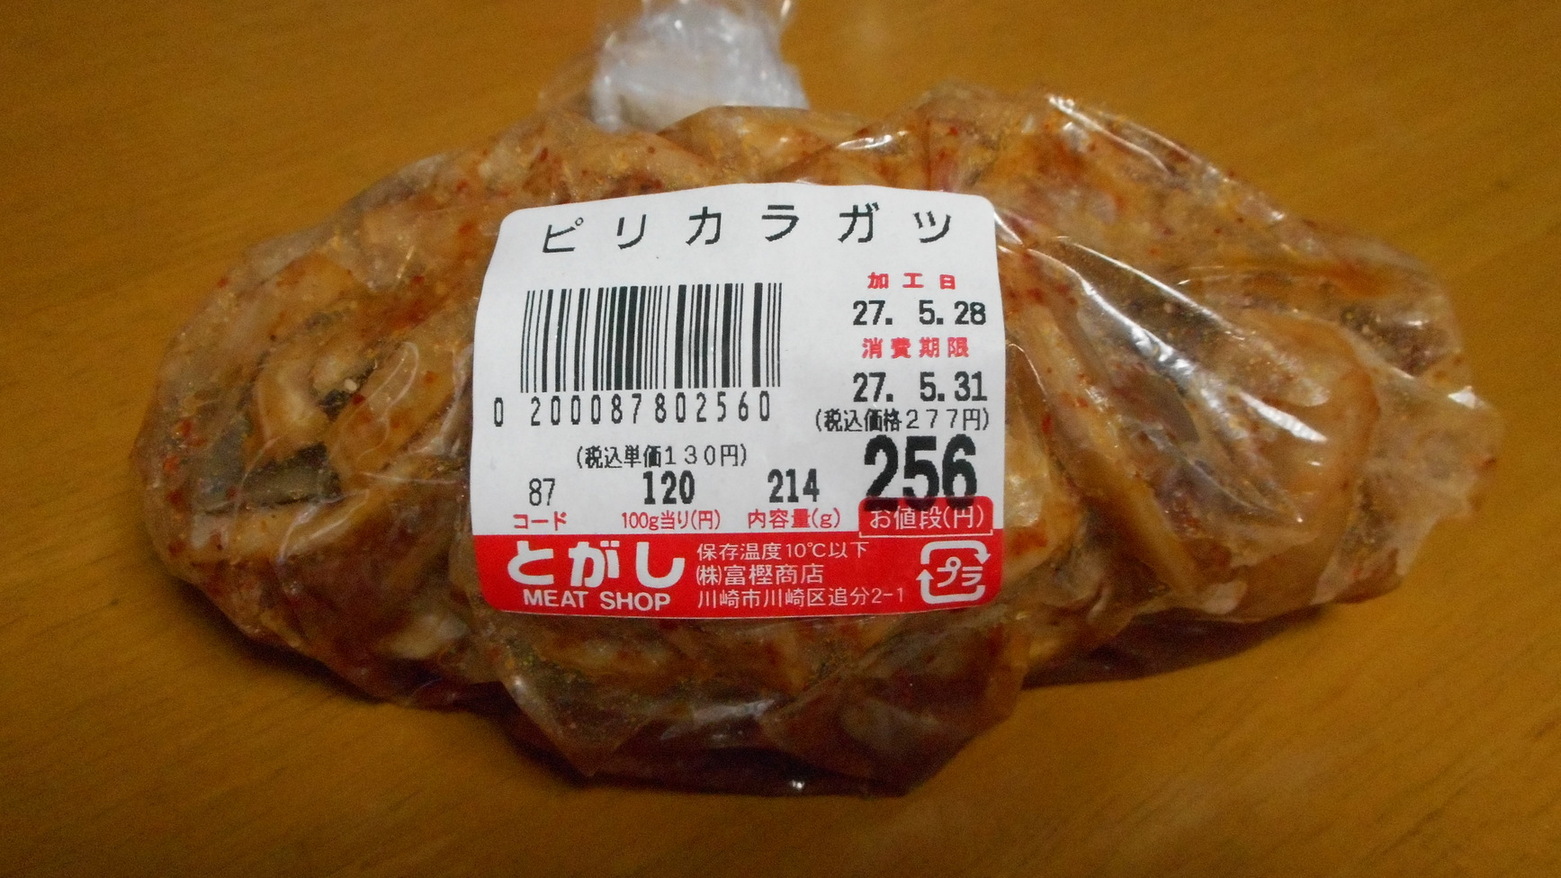 ピリカラガツ
加工日
27. 5.28
消費期限
27. 5.31
(税込価格277円)
256
お値段(円)
0 200087802560
(税込単価130円)
87 120 214
コード 100g当り(円) 内容量(g)
とがし
MEAT SHOP
保存温度10℃以下
㈱富樫商店
川崎市川崎区追分2-1
プラ